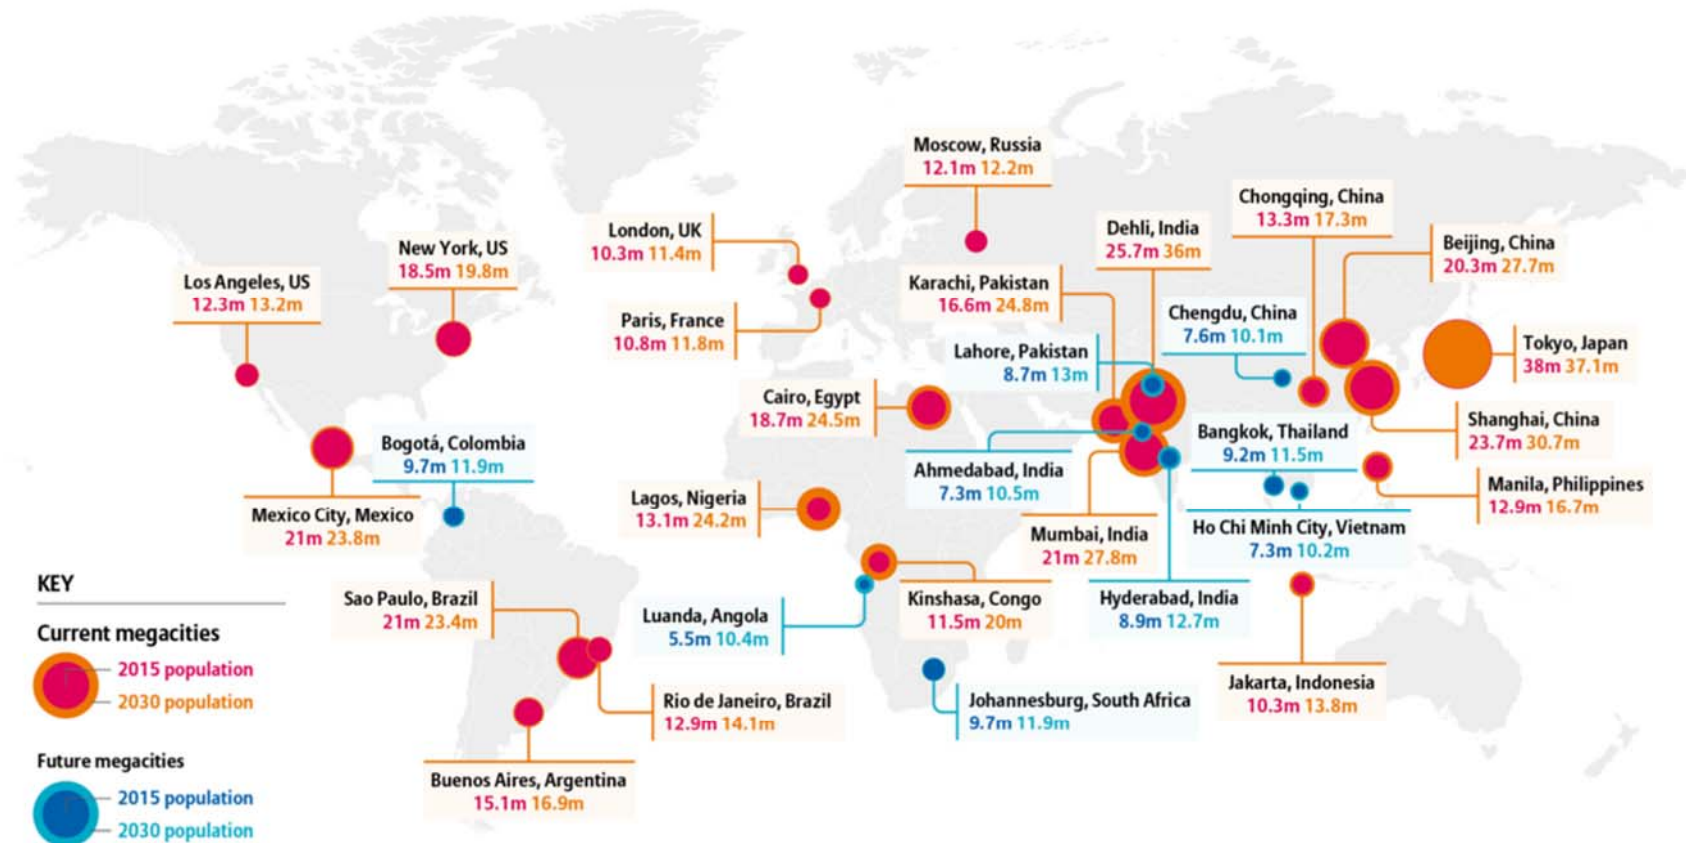 Moscow, Russia
12.1m 12.2m
Chongqing, China
13.3m 17.3m
London, UK
10.3m 11.4m
Dehli, India
25.7m 36m
New York, US
18.5m 19.8m
Beijing, China
20.3m 27.7m
Los Angeles, US
12.3m 13.2m
Karachi, Pakistan
16.6m 24.8m
Chengdu, China
7.6m 10.1m
Paris, France
10.8m 11.8m
Lahore, Pakistan
8.7m 13m
Tokyo, Japan
38m 37.1m
Cairo, Egypt
18.7m 24.5m
Shanghai, China
23.7m 30.7m
Bogotá, Colombia
9.7m 11.9m
Bangkok, Thailand
9.2m 11.5m
Ahmedabad, India
7.3m 10.5m
Lagos, Nigeria
13.1m 24.2m
Manila, Philippines
12.9m 16.7m
Mexico City, Mexico
21m 23.8m
Mumbai, India
21m 27.8m
Ho Chi Minh City, Vietnam
7.3m 10.2m
KEY
Current megacities
2015 population
2030 population
Future megacities
2015 population
2030 population
Sao Paulo, Brazil
21m 23.4m
Luanda, Angola
5.5m 10.4m
Kinshasa, Congo
11.5m 20m
Hyderabad, India
8.9m 12.7m
Jakarta, Indonesia
10.3m 13.8m
Rio de Janeiro, Brazil
12.9m 14.1m
Johannesburg, South Africa
9.7m 11.9m
Buenos Aires, Argentina
15.1m 16.9m